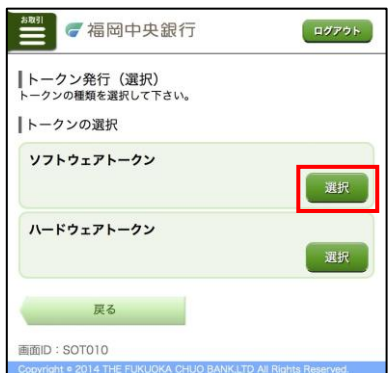 お取引
福岡中央銀行
ログアウト
トークン発行（選択）
トークンの種類を選択して下さい。
トークンの選択
ソフトウェアトークン
選択
ハードウェアトークン
選択
戻る
画面ID：SOT010
Copyright © 2014 THE FUKUOKA CHUO BANK,LTD All Rights Reserved.